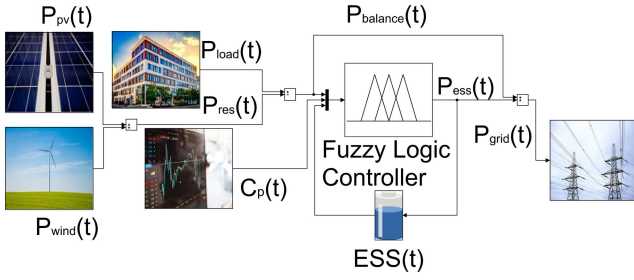 Ppv(t)
Pload(t)
Pbalance(t)
Pres(t)
Pess(t)
Pgrid(t)
Pwind(t)
Cp(t)
Fuzzy Logic
Controller
ESS(t)